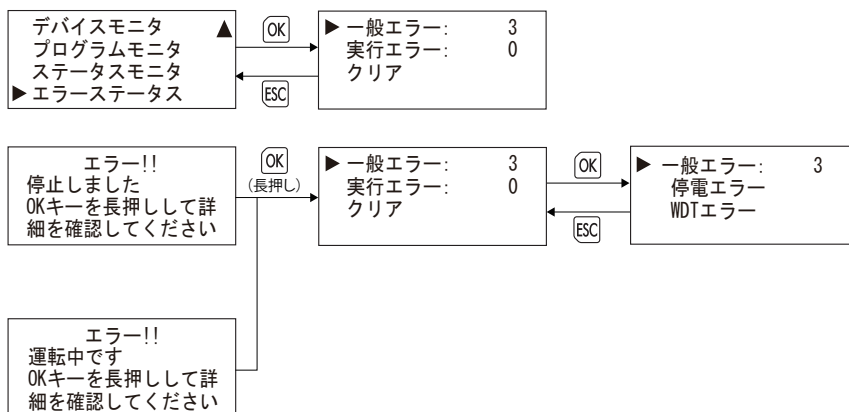 デバイスモニタ ▲
プログラムモニタ
ステータスモニタ
▶ エラーステータス
OK
ESC
▶ 一般エラー: 3
実行エラー: 0
クリア
エラー!!
停止しました
OKキーを長押しして詳
細を確認してください
OK
(長押し)
▶ 一般エラー: 3
実行エラー: 0
クリア
OK
ESC
▶ 一般エラー: 3
停電エラー
WDTエラー
エラー!!
運転中です
OKキーを長押しして詳
細を確認してください